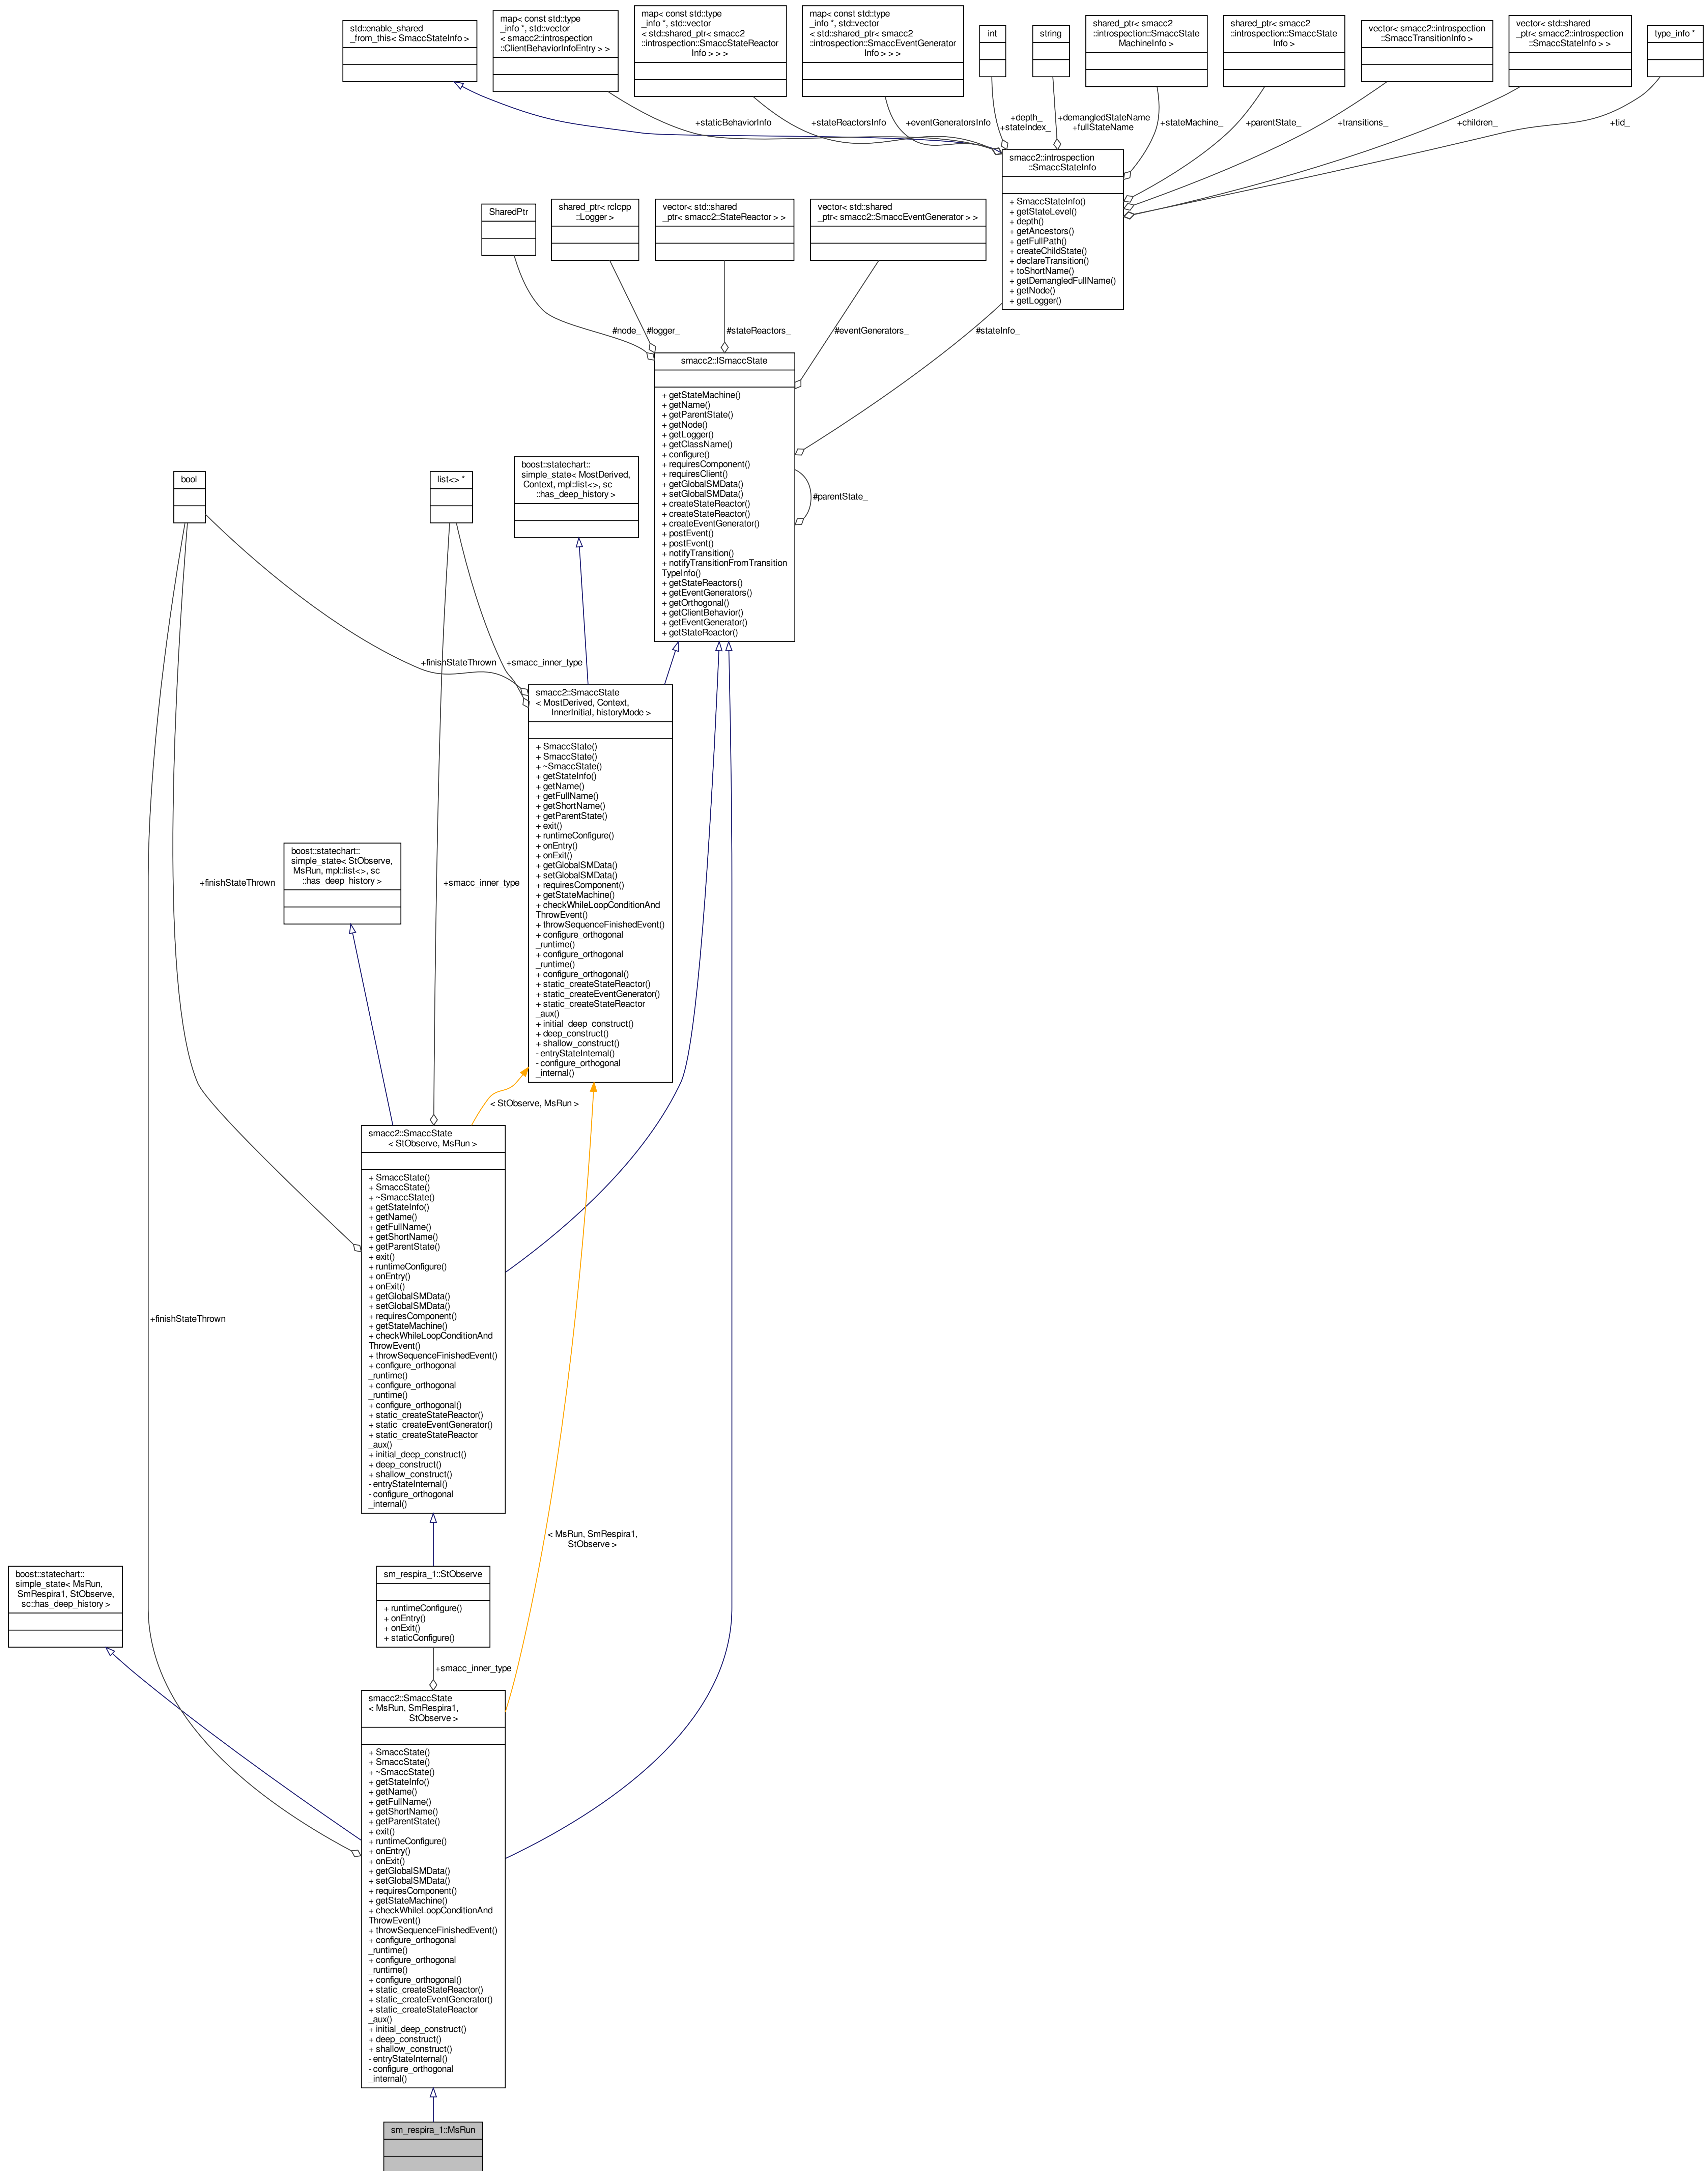 std::enable_shared
_from_this< SmaccStateInfo >
map< const std::type
_info *, std::vector
< smacc2::introspection
::ClientBehaviorInfoEntry > >
map< const std::type
_info *, std::vector
< std::shared_ptr< smacc2
::introspection::SmaccStateReactor
Info > > >
map< const std::type
_info *, std::vector
< std::shared_ptr< smacc2
::introspection::SmaccEventGenerator
Info > > >
int
string
shared_ptr< smacc2
::introspection::SmaccState
MachineInfo >
shared_ptr< smacc2
::introspection::SmaccState
Info >
vector< smacc2::introspection
::SmaccTransitionInfo >
vector< std::shared
_ptr< smacc2::introspection
::SmaccStateInfo > >
type_info *
+staticBehaviorInfo
+stateReactorsInfo
+eventGeneratorsInfo
+depth_
+stateIndex_
+demangledStateName
+fullStateName
+stateMachine_
+parentState_
+transitions_
+children_
+tid_
smacc2::introspection
::SmaccStateInfo
+ SmaccStateInfo()
+ getStateLevel()
+ depth()
+ getAncestors()
+ getFullPath()
+ createChildState()
+ declareTransition()
+ toShortName()
+ getDemangledFullName()
+ getNode()
+ getLogger()
SharedPtr
shared_ptr< rclcpp
::Logger >
vector< std::shared
_ptr< smacc2::StateReactor > >
vector< std::shared
_ptr< smacc2::SmaccEventGenerator > >
#node_
#logger_
#stateReactors_
#eventGenerators_
#stateInfo_
smacc2::ISmaccState
+ getStateMachine()
+ getName()
+ getParentState()
+ getNode()
+ getLogger()
+ getClassName()
+ configure()
+ requiresComponent()
+ requiresClient()
+ getGlobalSMData()
+ setGlobalSMData()
+ createStateReactor()
+ createStateReactor()
+ createEventGenerator()
+ postEvent()
+ postEvent()
+ notifyTransition()
+ notifyTransitionFromTransition
TypeInfo()
+ getStateReactors()
+ getEventGenerators()
+ getOrthogonal()
+ getClientBehavior()
+ getEventGenerator()
+ getStateReactor()
#parentState_
bool
list<> *
boost::statechart::
simple_state< MostDerived,
Context, mpl::list<>, sc
::has_deep_history >
+finishStateThrown
+smacc_inner_type
smacc2::SmaccState
< MostDerived, Context,
InnerInitial, historyMode >
+ SmaccState()
+ SmaccState()
+ ~SmaccState()
+ getStateInfo()
+ getName()
+ getFullName()
+ getShortName()
+ getParentState()
+ exit()
+ runtimeConfigure()
+ onEntry()
+ onExit()
+ getGlobalSMData()
+ setGlobalSMData()
+ requiresComponent()
+ getStateMachine()
+ checkWhileLoopConditionAnd
ThrowEvent()
+ throwSequenceFinishedEvent()
+ configure_orthogonal
_runtime()
+ configure_orthogonal
_runtime()
+ configure_orthogonal()
+ static_createStateReactor()
+ static_createEventGenerator()
+ static_createStateReactor
_aux()
+ initial_deep_construct()
+ deep_construct()
+ shallow_construct()
- entryStateInternal()
- configure_orthogonal
_internal()
boost::statechart::
simple_state< StObserve,
MsRun, mpl::list<>, sc
::has_deep_history >
+finishStateThrown
+smacc_inner_type
< StObserve, MsRun >
smacc2::SmaccState
< StObserve, MsRun >
+ SmaccState()
+ SmaccState()
+ ~SmaccState()
+ getStateInfo()
+ getName()
+ getFullName()
+ getShortName()
+ getParentState()
+ exit()
+ runtimeConfigure()
+ onEntry()
+ onExit()
+ getGlobalSMData()
+ setGlobalSMData()
+ requiresComponent()
+ getStateMachine()
+ checkWhileLoopConditionAnd
ThrowEvent()
+ throwSequenceFinishedEvent()
+ configure_orthogonal
_runtime()
+ configure_orthogonal
_runtime()
+ configure_orthogonal()
+ static_createStateReactor()
+ static_createEventGenerator()
+ static_createStateReactor
_aux()
+ initial_deep_construct()
+ deep_construct()
+ shallow_construct()
- entryStateInternal()
- configure_orthogonal
_internal()
+finishStateThrown
< MsRun, SmRespira1,
StObserve >
boost::statechart::
simple_state< MsRun,
SmRespira1, StObserve,
sc::has_deep_history >
sm_respira_1::StObserve
+ runtimeConfigure()
+ onEntry()
+ onExit()
+ staticConfigure()
+smacc_inner_type
smacc2::SmaccState
< MsRun, SmRespira1,
StObserve >
+ SmaccState()
+ SmaccState()
+ ~SmaccState()
+ getStateInfo()
+ getName()
+ getFullName()
+ getShortName()
+ getParentState()
+ exit()
+ runtimeConfigure()
+ onEntry()
+ onExit()
+ getGlobalSMData()
+ setGlobalSMData()
+ requiresComponent()
+ getStateMachine()
+ checkWhileLoopConditionAnd
ThrowEvent()
+ throwSequenceFinishedEvent()
+ configure_orthogonal
_runtime()
+ configure_orthogonal
_runtime()
+ configure_orthogonal()
+ static_createStateReactor()
+ static_createEventGenerator()
+ static_createStateReactor
_aux()
+ initial_deep_construct()
+ deep_construct()
+ shallow_construct()
- entryStateInternal()
- configure_orthogonal
_internal()
sm_respira_1::MsRun